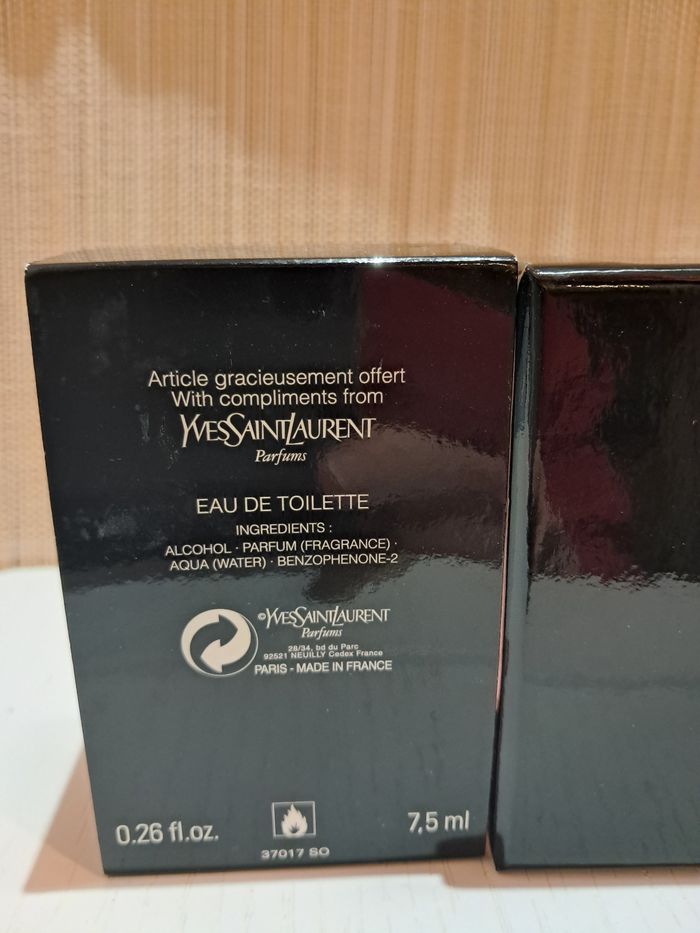 Article gracieusement offert
With compliments from
YVESSAINTLAURENT
Parfums
EAU DE TOILETTE
INGREDIENTS :
ALCOHOL · PARFUM (FRAGRANCE) ·
AQUA (WATER) · BENZOPHENONE-2
©YVESSAINTLAURENT
Parfums
28/34, bd du Parc
92521 NEUILLY Cedex France
PARIS - MADE IN FRANCE
0.26 fl.oz.
7,5 ml
37017 SO